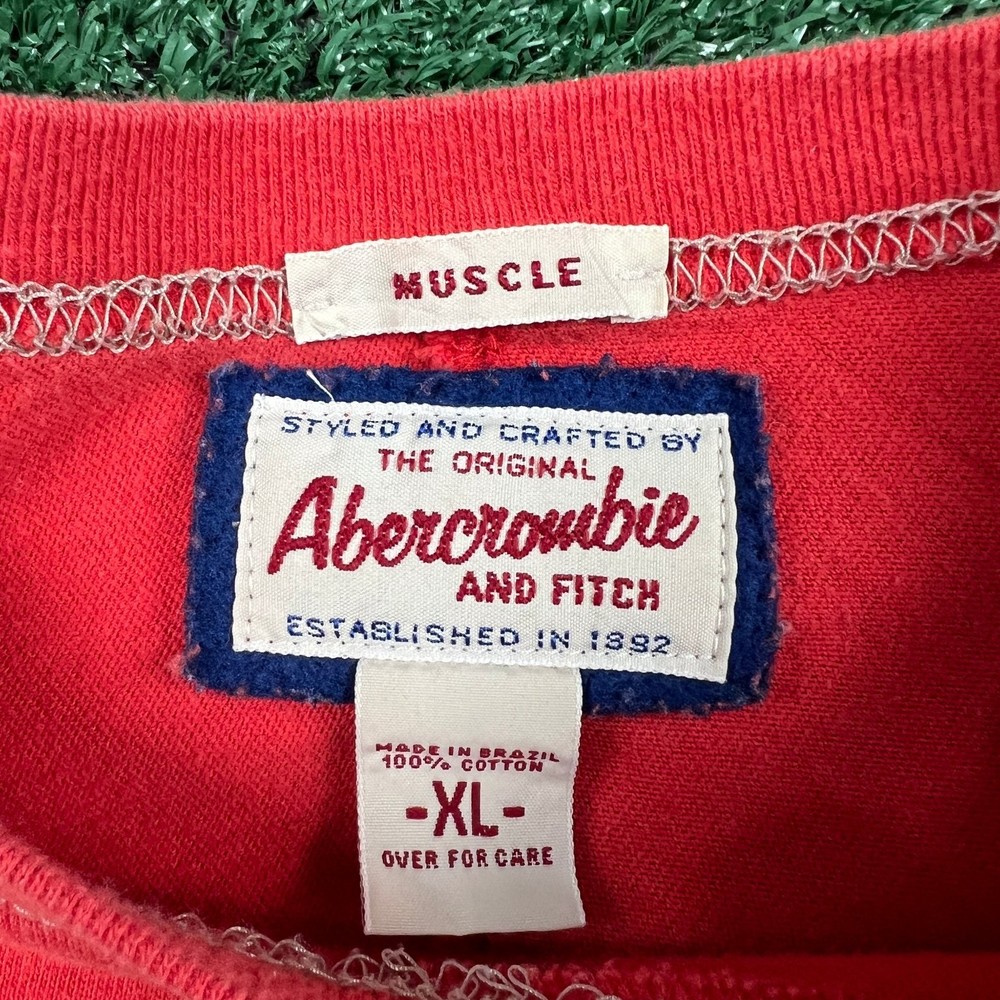 MUSCLE
STYLED AND CRAFTED BY
THE ORIGINAL
Abercrombie
AND FITCH
ESTABLISHED IN 1892
MADE IN BRAZIL
100% COTTON
-XL-
OVER FOR CARE